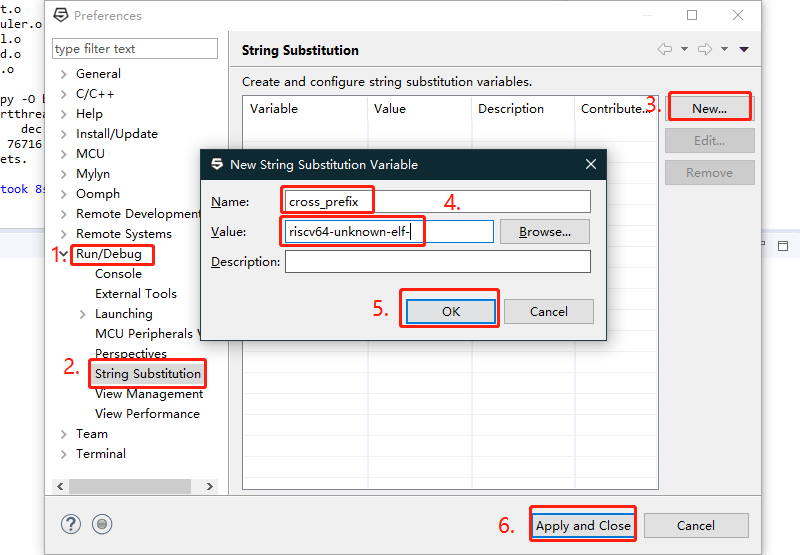 t.o
Preferences
uler.o
l.o
d.o
.o
type filter text
String Substitution
General
C/C++
Help
Install/Update
MCU
Mylyn
Oomph
Remote Development
Remote Systems
1. Run/Debug
Console
External Tools
Launching
MCU Peripherals
Perspectives
2. String Substitution
View Management
View Performance
Team
Terminal
Create and configure string substitution variables.
Variable Value Description Contribute...
3. New...
Edit...
Remove
py -O
rtthrea
dec
76716
ets.
took 8s
New String Substitution Variable
Name: cross_prefix 4.
Value: riscv64-unknown-elf- Browse...
Description:
5. OK Cancel
6. Apply and Close Cancel